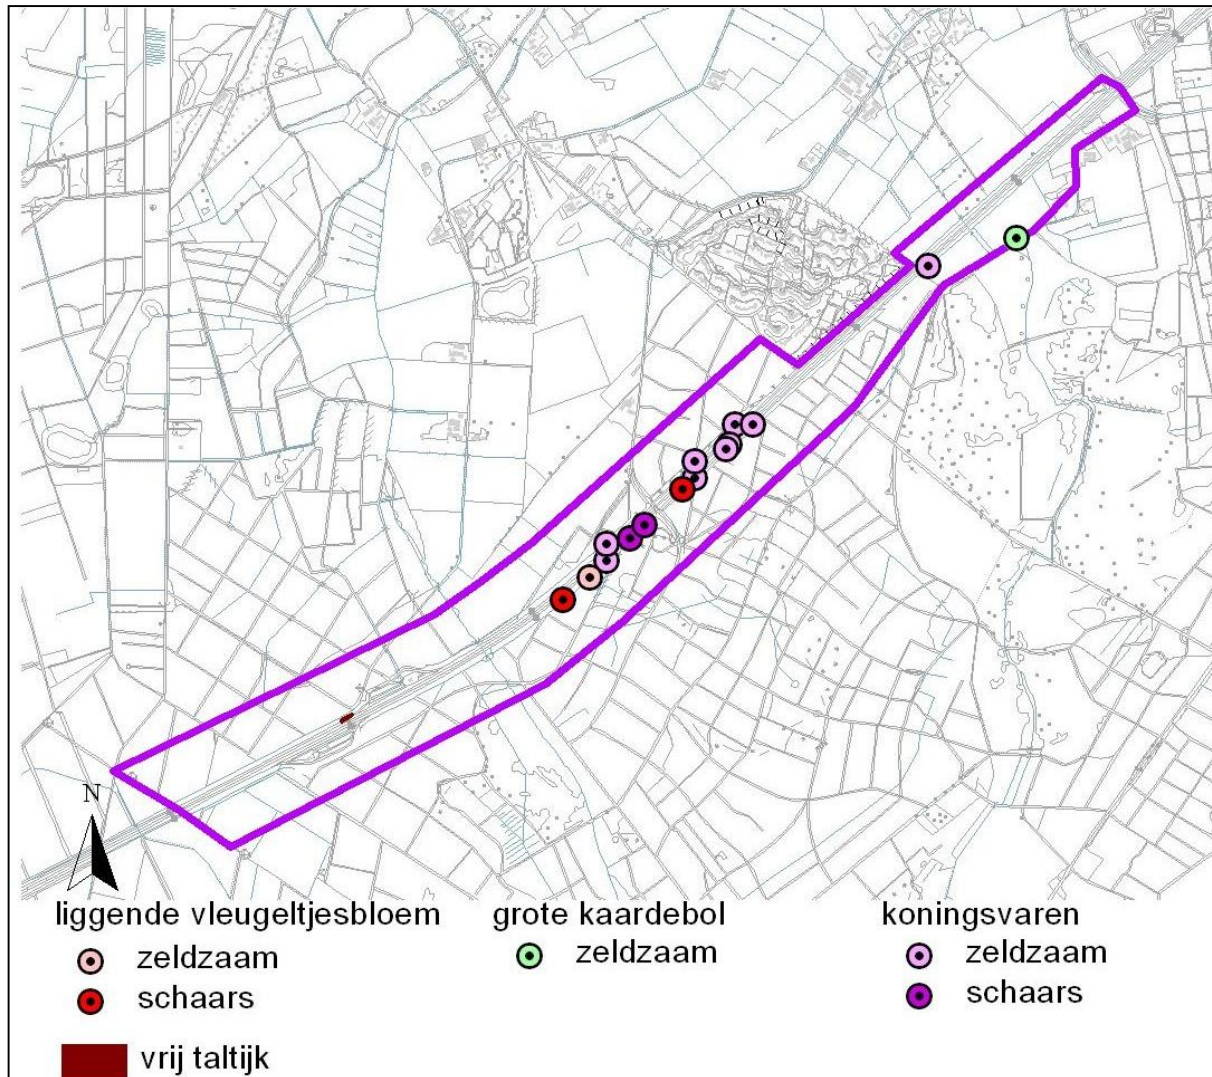 N
liggende vleugeltjesbloem
zeldzaam
schaars
vrij taltijk
grote kaardebol
zeldzaam
koningsvaren
zeldzaam
schaars